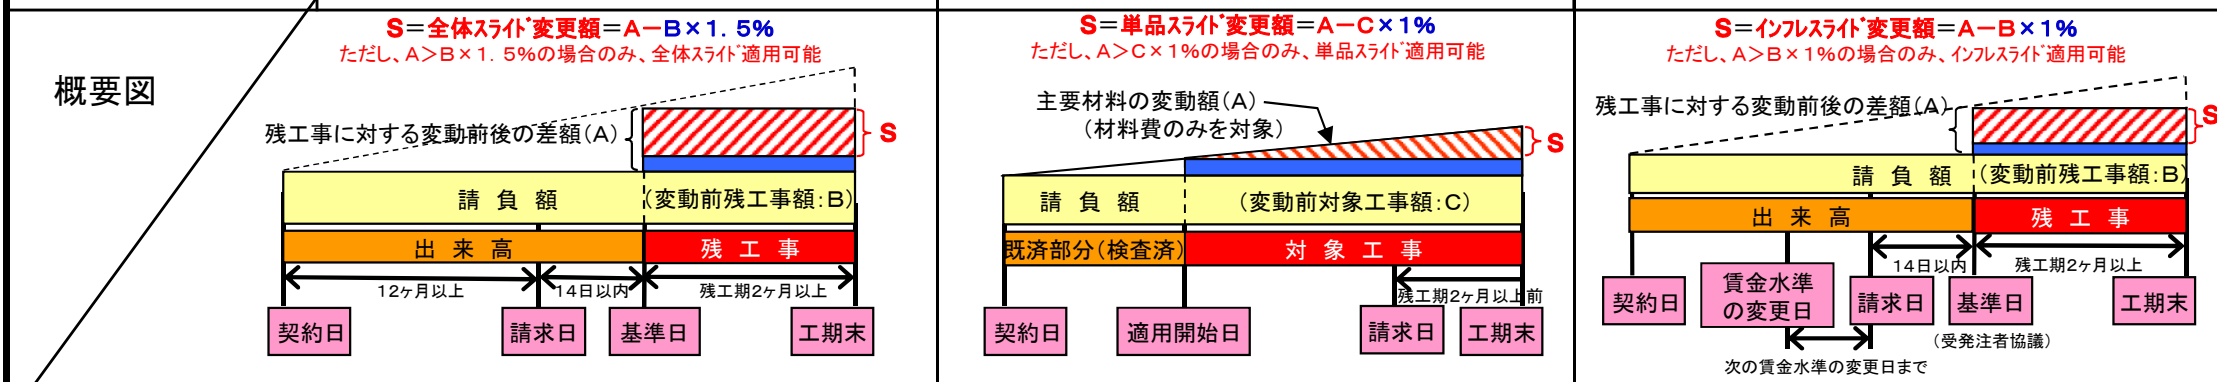 概要図
S＝全体スライド変更額＝A－B×1．5%
ただし、A＞B×1．5%の場合のみ、全体スライド適用可能
残工事に対する変動前後の差額（A）
S
請 負 額
（変動前残工事額：B）
出 来 高
残 工 事
12ヶ月以上
14日以内
残工期2ヶ月以上
契約日
請求日
基準日
工期末
S＝単品スライド変更額＝A－C×1%
ただし、A＞C×1%の場合のみ、単品スライド適用可能
主要材料の変動額（A）
（材料費のみを対象）
S
請 負 額
（変動前対象工事額：C）
既済部分（検査済）
対 象 工 事
残工期2ヶ月以上前
契約日
適用開始日
請求日
工期末
S＝インフレスライド変更額＝A－B×1%
ただし、A＞B×1%の場合のみ、インフレスライド適用可能
残工事に対する変動前後の差額（A）
S
請 負 額
（変動前残工事額：B）
出 来 高
残 工 事
14日以内
残工期2ヶ月以上
契約日
賃金水準
の変更日
請求日
基準日
工期末
（受発注者協議）
次の賃金水準の変更日まで